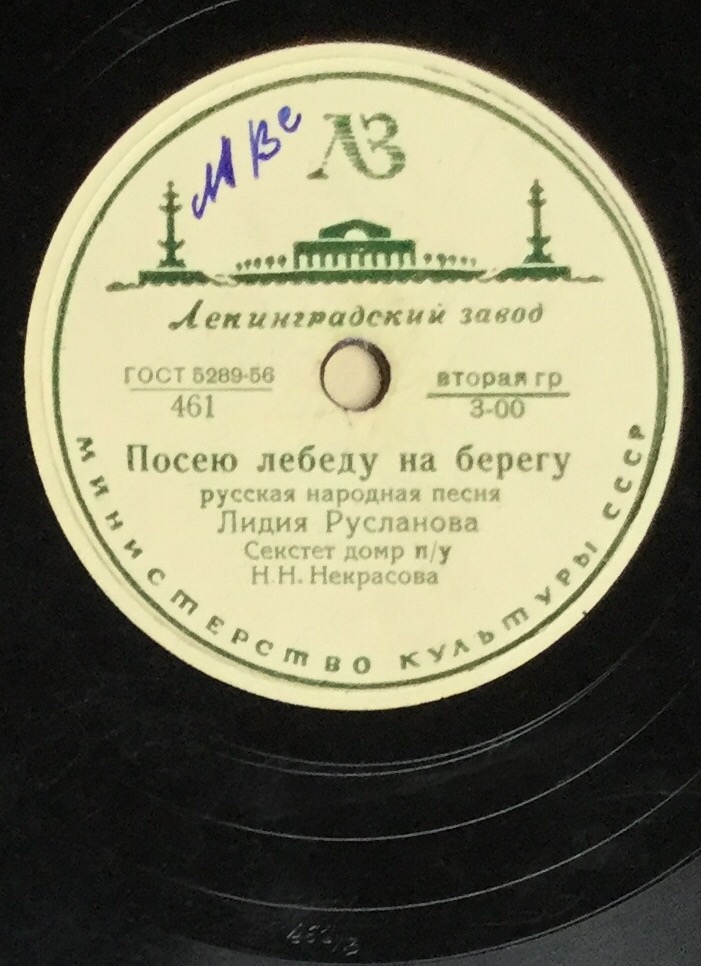 ЛЗ
Ленинградский завод
ГОСТ 5289-56
461
вторая гр
3-00
Посею лебеду на берегу
русская народная песня
Лидия Русланова
Секстет домр п/у
Н. Н. Некрасова
МИНИСТЕРСТВО КУЛЬТУРЫ СССР